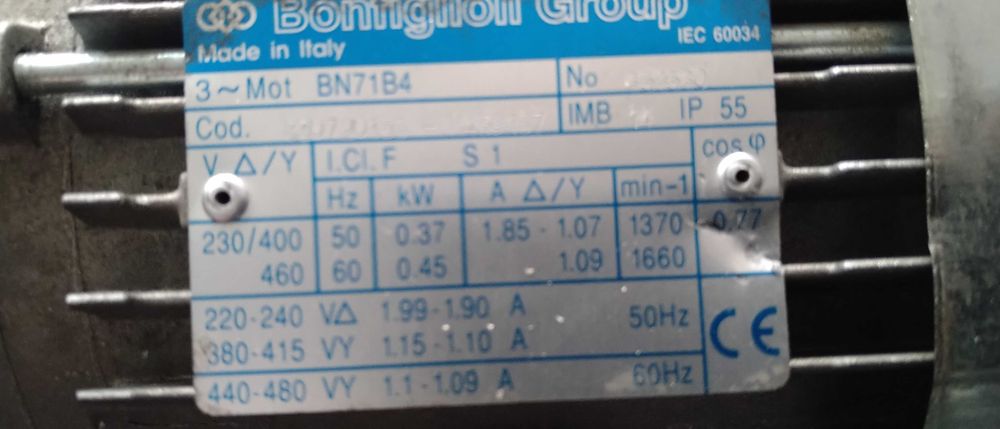 Bonfiglioli Group
Made in Italy
IEC 60034
3~Mot BN71B4
No
Cod.
IMB IP 55
V Δ/Y I.Cl.F S 1 cos φ
Hz kW A Δ/Y min-1
230/400 50 0.37 1.85 - 1.07 1370 0.77
460 60 0.45 1.09 1660
220-240 VΔ 1.99-1.90 A 50Hz
380-415 VY 1.15-1.10 A
440-480 VY 1.1-1.09 A 60Hz
CE